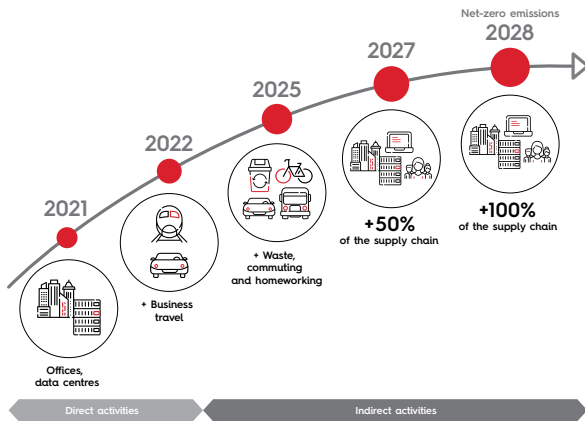 Net-zero emissions
2028
2027
2025
2022
2021
Offices,
data centres
+ Business
travel
+ Waste,
commuting
and homeworking
+50%
of the supply chain
+100%
of the supply chain
Direct activities
Indirect activities